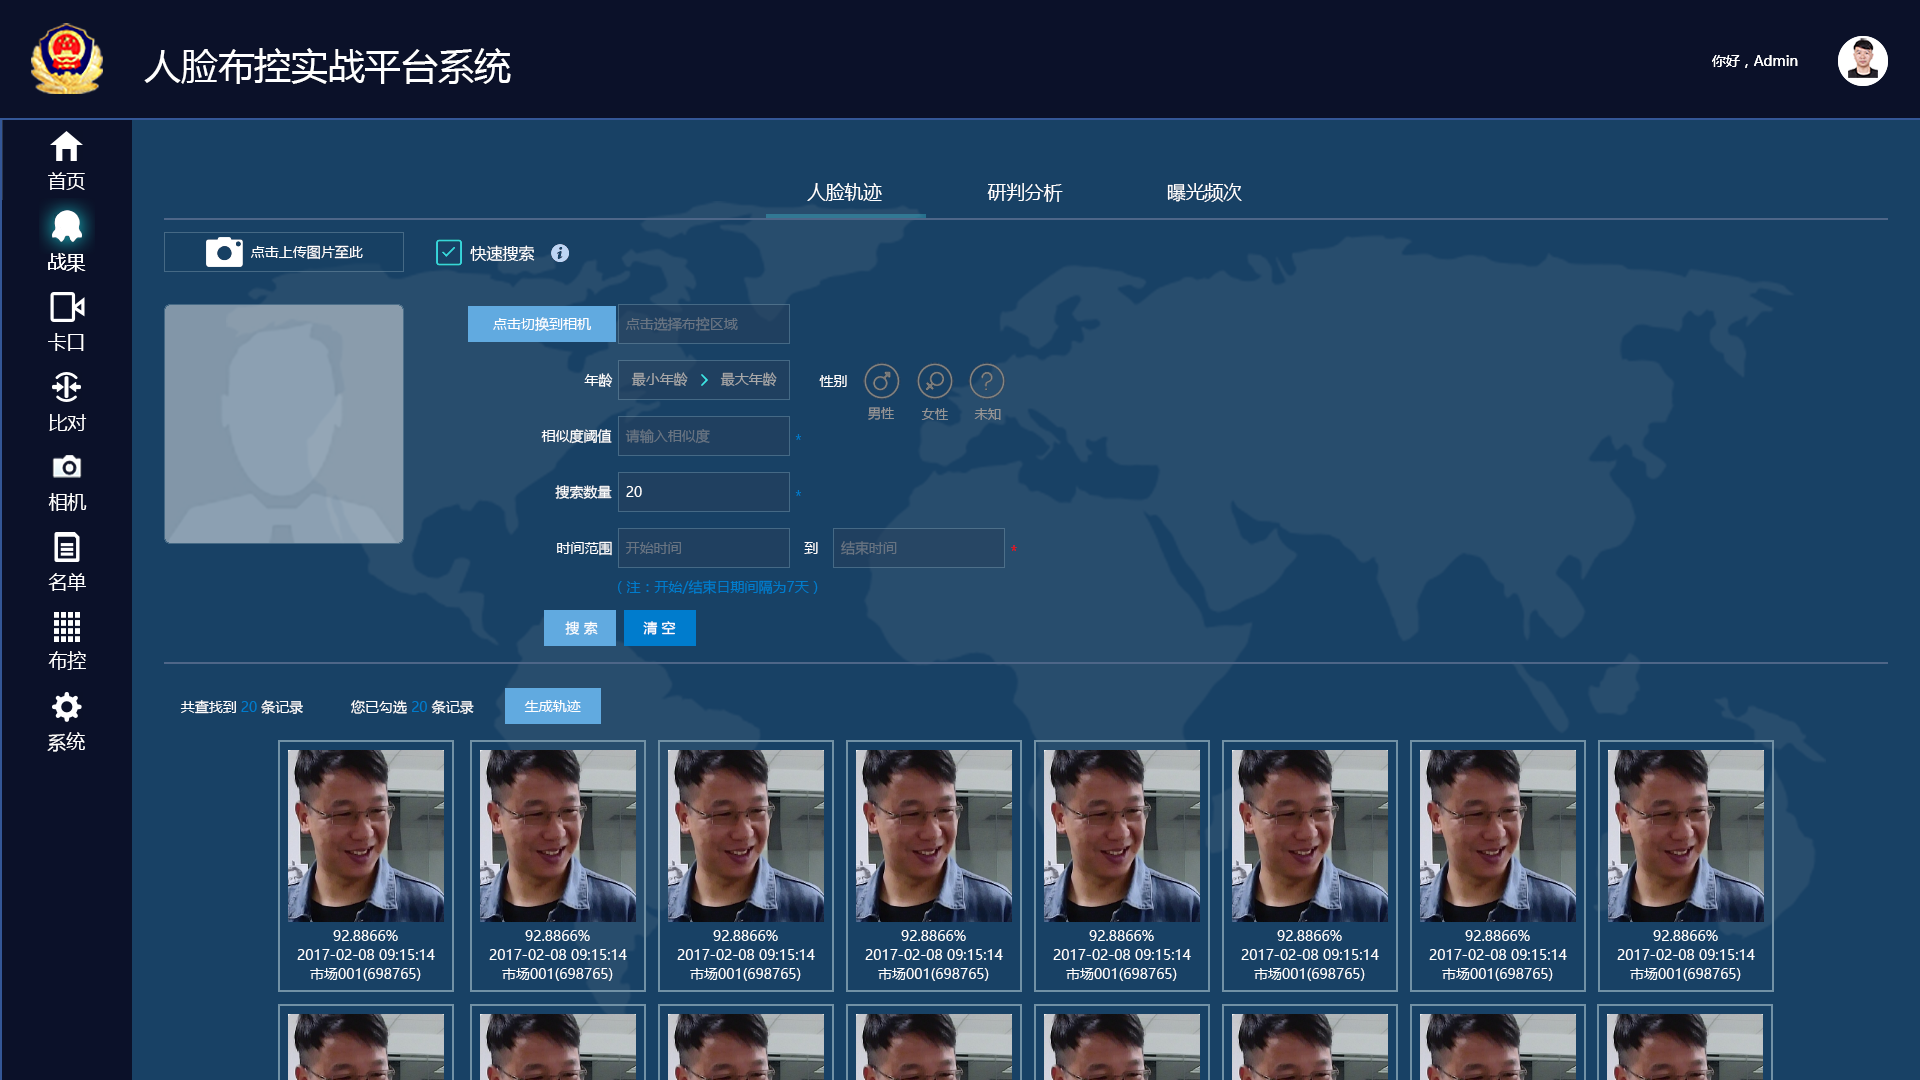 人脸布控实战平台系统
你好，Admin
首页
战果
卡口
比对
相机
名单
布控
系统
人脸轨迹 研判分析 曝光频次
点击上传图片至此 快速搜索
点击切换到相机 点击选择布控区域
年龄 最小年龄 最大年龄 性别
男性 女性 未知
相似度阈值 请输入相似度 *
搜索数量 20 *
时间范围 开始时间 到 结束时间 *
（注：开始/结束日期间隔为7天）
搜 索 清 空
共查找到 20 条记录 您已勾选 20 条记录 生成轨迹
92.8866% 92.8866% 92.8866% 92.8866% 92.8866% 92.8866% 92.8866% 92.8866%
2017-02-08 09:15:14 2017-02-08 09:15:14 2017-02-08 09:15:14 2017-02-08 09:15:14 2017-02-08 09:15:14 2017-02-08 09:15:14 2017-02-08 09:15:14 2017-02-08 09:15:14
市场001(698765) 市场001(698765) 市场001(698765) 市场001(698765) 市场001(698765) 市场001(698765) 市场001(698765) 市场001(698765)